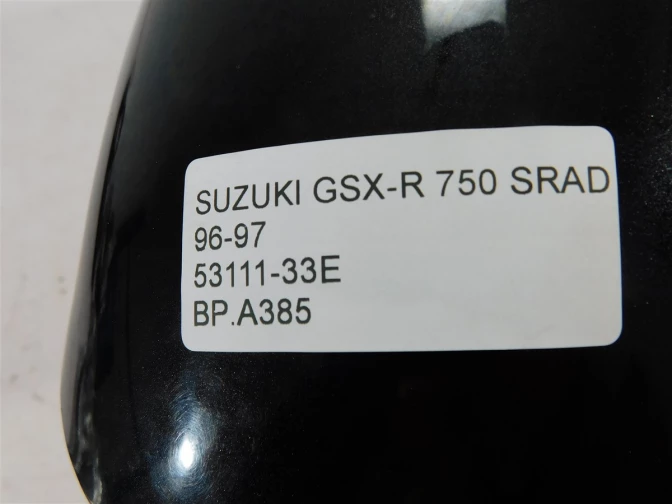 SUZUKI GSX-R 750 SRAD
96-97
53111-33E
BP.A385